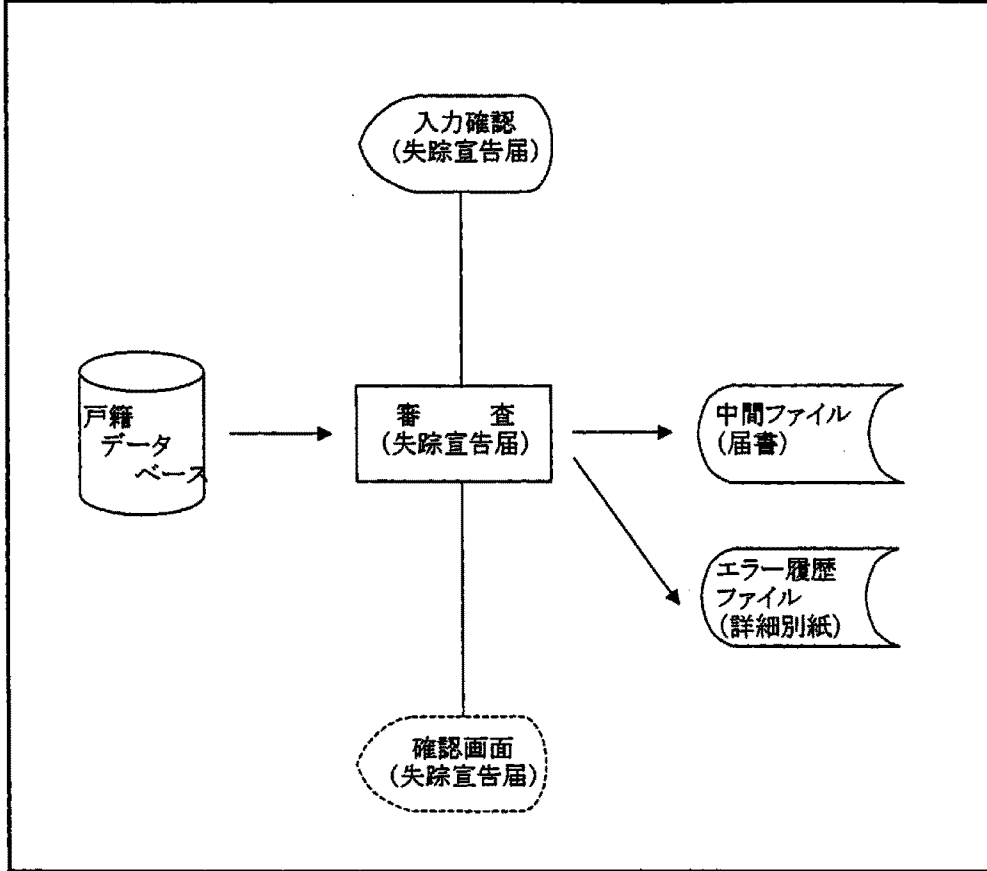 入力確認
(失踪宣告届)
戸籍
データ
ベース
審　　査
(失踪宣告届)
中間ファイル
(届書)
エラー履歴
ファイル
(詳細別紙)
確認画面
(失踪宣告届)